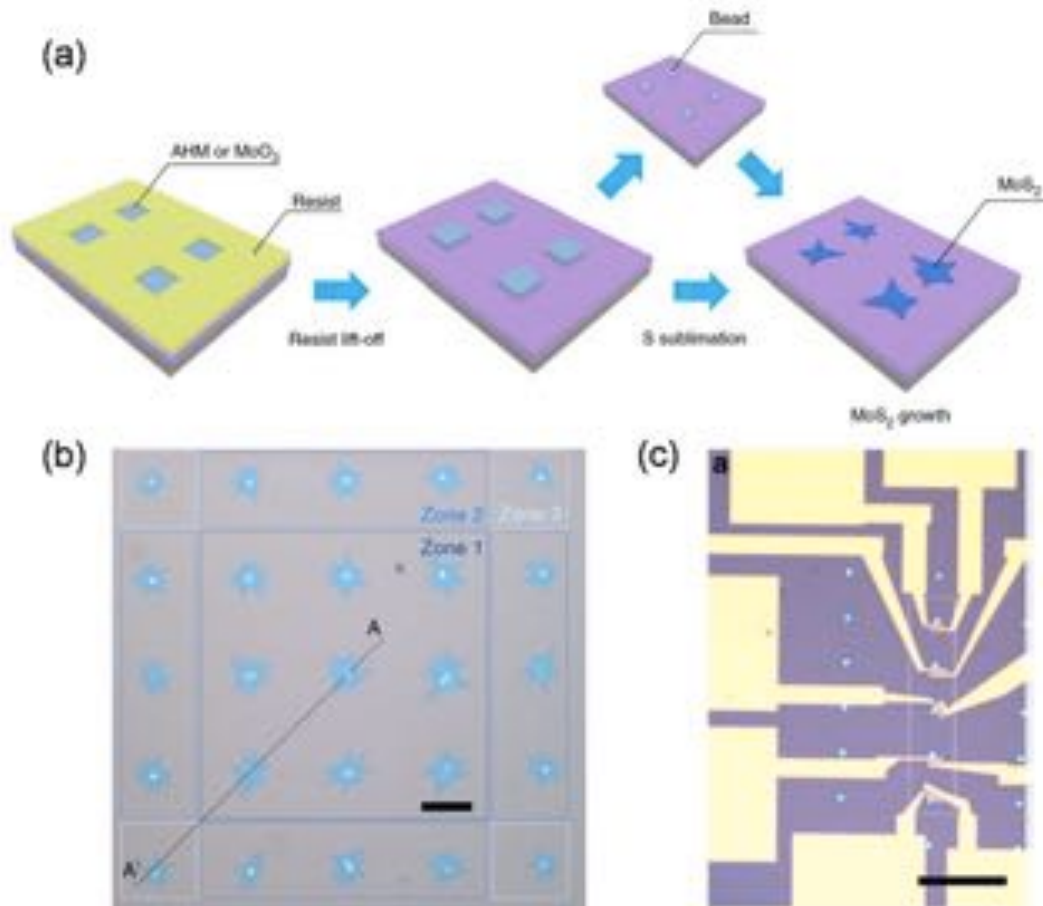 (a)
Bead
AHM or MoO₃
Resist
MoS₂
Resist lift-off
S sublimation
MoS₂ growth
(b)
(c)
a
Zone 2
Zone 3
Zone 1
A
A'